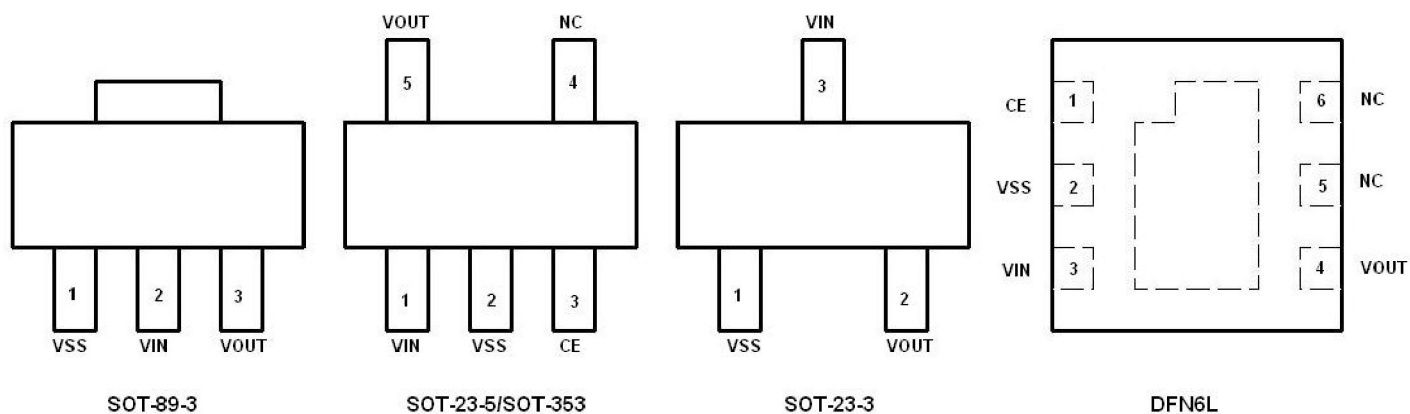 VOUT NC VIN
5 4 3
CE 1 6 NC
VSS 2 5 NC
VIN 3 4 VOUT
1 2 3 1 2 3 1 2
VSS VIN VOUT VIN VSS CE VSS VOUT
SOT-89-3 SOT-23-5/SOT-353 SOT-23-3 DFN6L